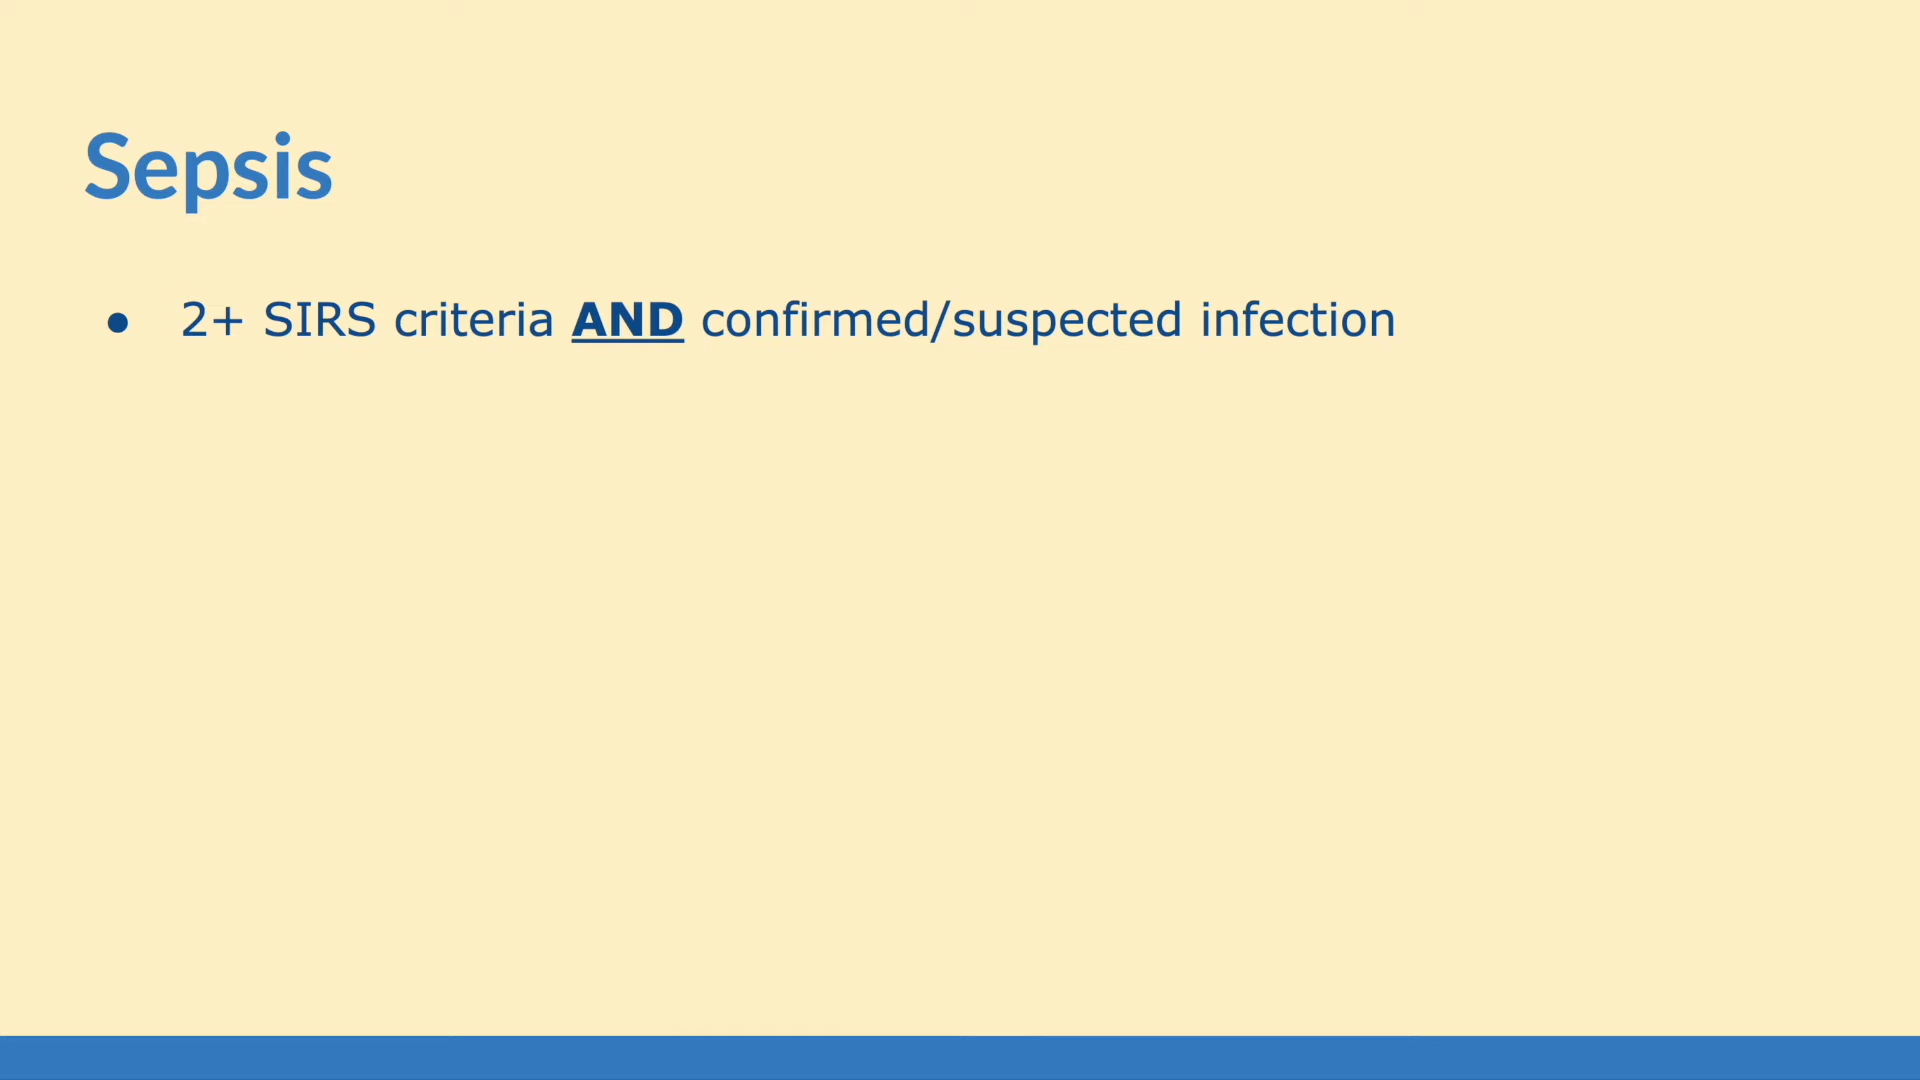 Sepsis
● 2+ SIRS criteria AND confirmed/suspected infection